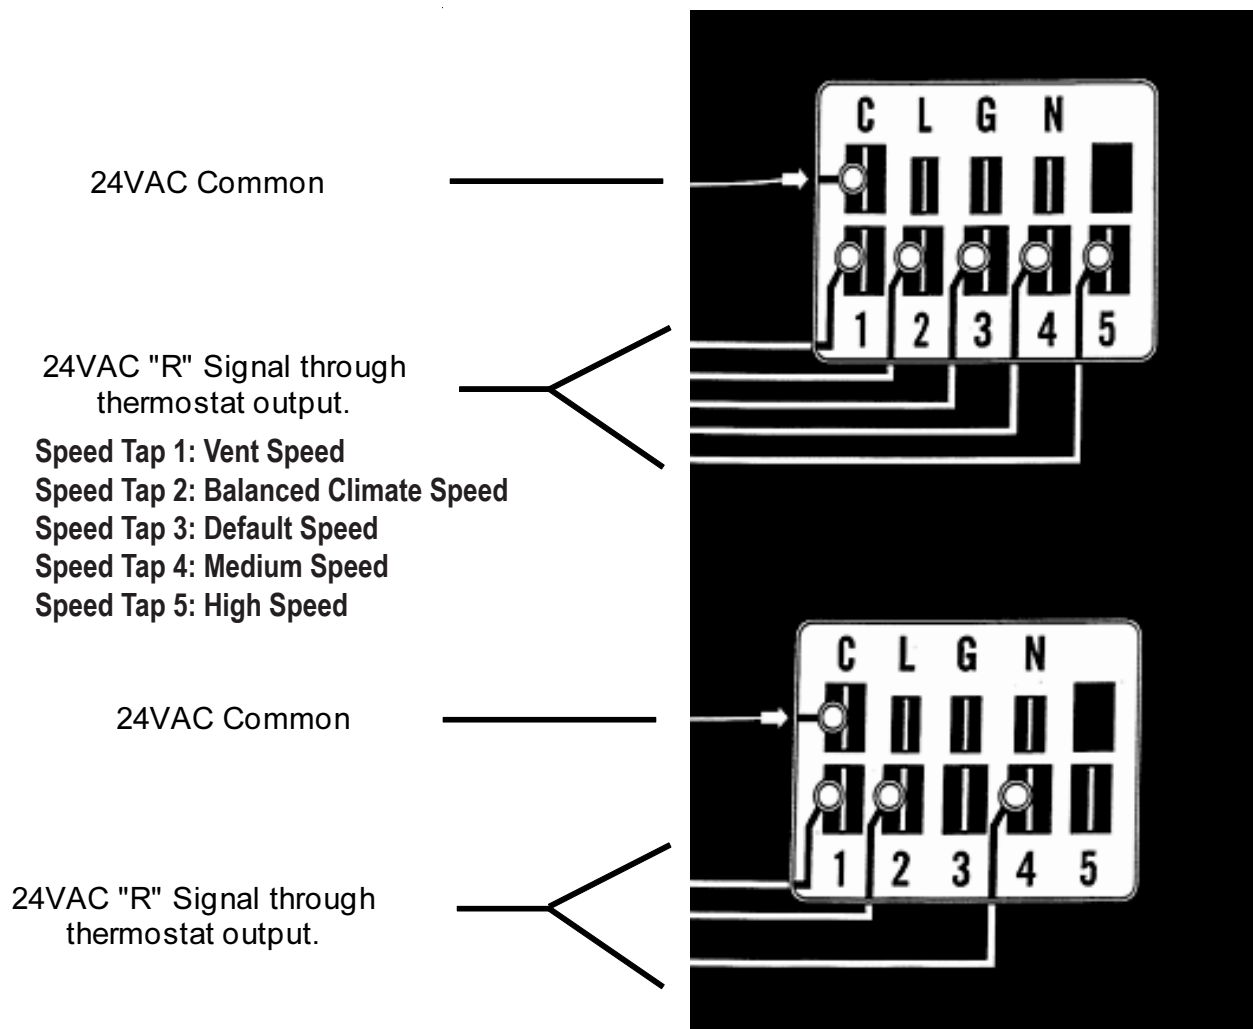 C L G N
24VAC Common
1 2 3 4 5
24VAC "R" Signal through
thermostat output.
Speed Tap 1: Vent Speed
Speed Tap 2: Balanced Climate Speed
Speed Tap 3: Default Speed
Speed Tap 4: Medium Speed
Speed Tap 5: High Speed
C L G N
24VAC Common
1 2 3 4 5
24VAC "R" Signal through
thermostat output.